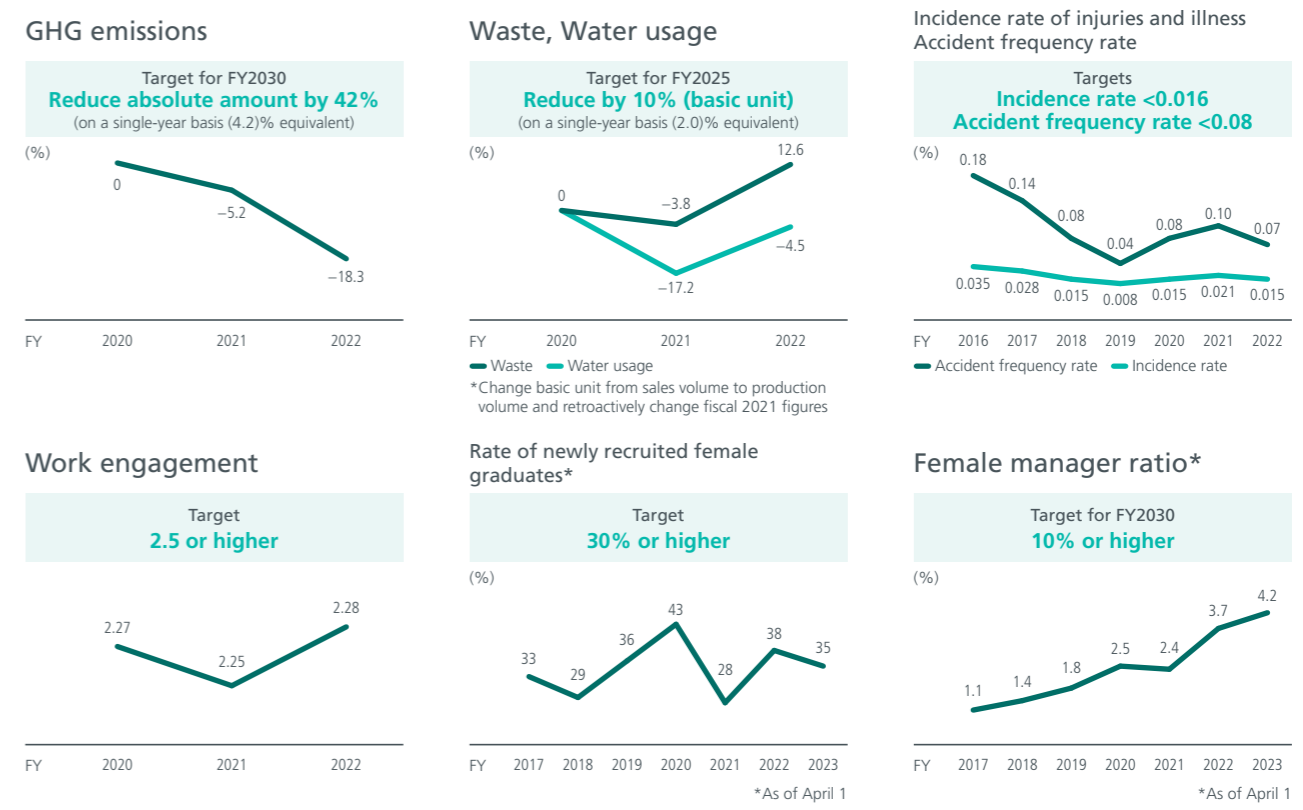 GHG emissions
Target for FY2030
Reduce absolute amount by 42%
(on a single-year basis (4.2)% equivalent)
(%)
0
−5.2
−18.3
FY 2020 2021 2022
Waste, Water usage
Target for FY2025
Reduce by 10% (basic unit)
(on a single-year basis (2.0)% equivalent)
(%)
12.6
0
−3.8
−4.5
−17.2
FY 2020 2021 2022
Waste Water usage
*Change basic unit from sales volume to production
volume and retroactively change fiscal 2021 figures
Incidence rate of injuries and illness
Accident frequency rate
Targets
Incidence rate <0.016
Accident frequency rate <0.08
(%)
0.18
0.14
0.08
0.04
0.08
0.10
0.07
0.035 0.028 0.015 0.008 0.015 0.021 0.015
FY 2016 2017 2018 2019 2020 2021 2022
Accident frequency rate Incidence rate
Work engagement
Target
2.5 or higher
2.27
2.25
2.28
FY 2020 2021 2022
Rate of newly recruited female
graduates*
Target
30% or higher
(%)
33
29
36
43
28
38
35
FY 2017 2018 2019 2020 2021 2022 2023
*As of April 1
Female manager ratio*
Target for FY2030
10% or higher
(%)
1.1
1.4
1.8
2.5
2.4
3.7
4.2
FY 2017 2018 2019 2020 2021 2022 2023
*As of April 1